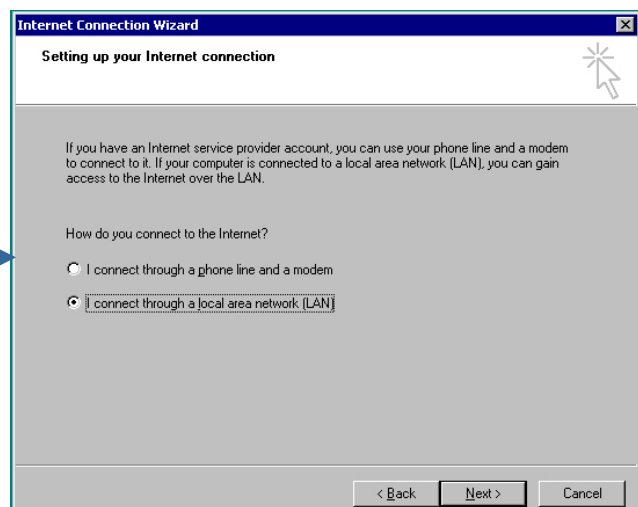 Internet Connection Wizard
Setting up your Internet connection
If you have an Internet service provider account, you can use your phone line and a modem
to connect to it. If your computer is connected to a local area network (LAN), you can gain
access to the Internet over the LAN.
How do you connect to the Internet?
I connect through a phone line and a modem
I connect through a local area network (LAN)
< Back Next > Cancel